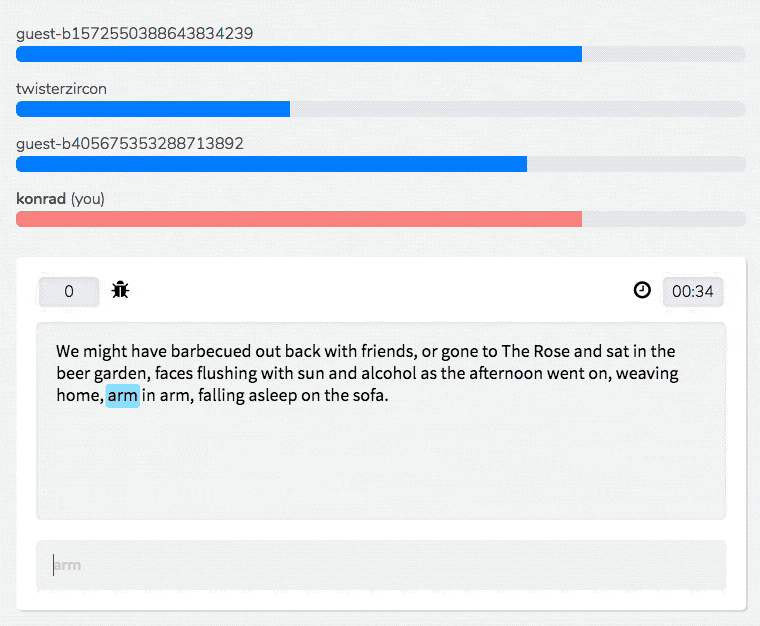 guest-b1572550388643834239
twisterzircon
guest-b405675353288713892
konrad (you)
0
00:34
We might have barbecued out back with friends, or gone to The Rose and sat in the
beer garden, faces flushing with sun and alcohol as the afternoon went on, weaving
home, arm in arm, falling asleep on the sofa.
arm